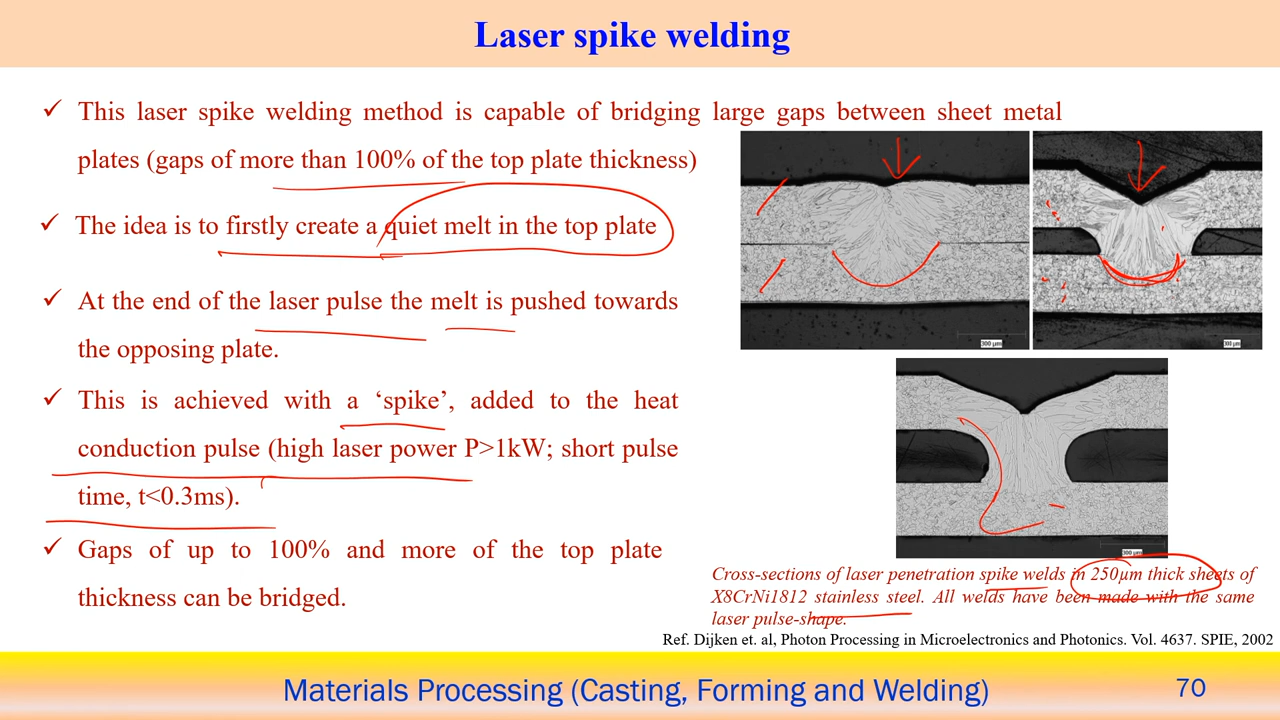 Laser spike welding
✓ This laser spike welding method is capable of bridging large gaps between sheet metal
plates (gaps of more than 100% of the top plate thickness)
✓ The idea is to firstly create a quiet melt in the top plate
✓ At the end of the laser pulse the melt is pushed towards
the opposing plate.
✓ This is achieved with a ‘spike’, added to the heat
conduction pulse (high laser power P>1kW; short pulse
time, t<0.3ms).
✓ Gaps of up to 100% and more of the top plate
thickness can be bridged.
300 µm
300 µm
300 µm
Cross-sections of laser penetration spike welds in 250µm thick sheets of
X8CrNi1812 stainless steel. All welds have been made with the same
laser pulse-shape.
Ref. Dijken et. al, Photon Processing in Microelectronics and Photonics. Vol. 4637. SPIE, 2002
Materials Processing (Casting, Forming and Welding)
70